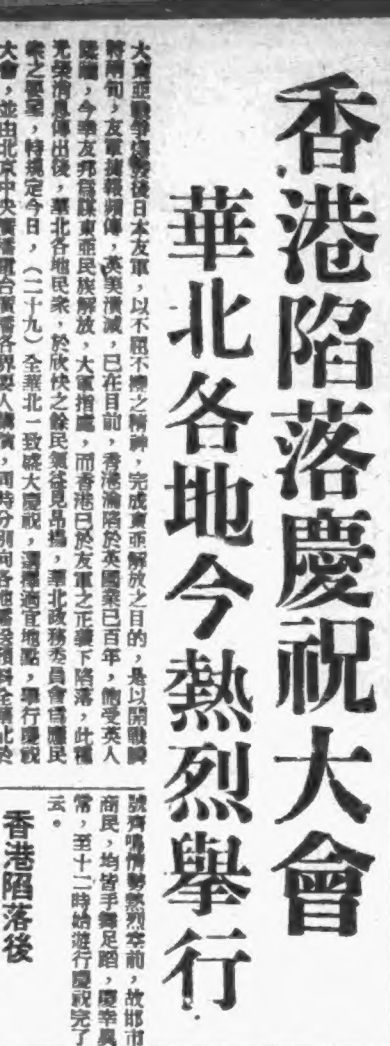 香港陷落慶祝大會
華北各地今熱烈舉行
大東亞戰爭爆發後日本友軍，以不屈不撓之精神，完成東亞解放之目的，是以開戰瞬
將兩旬，友軍捷報頻傳，英美潰滅，已在目前，香港淪陷於英國業已百年，飽受英人
，今幸友邦為謀東亞民族解放，大軍指處，而香港已於友軍之正義下陷落，此種
光榮消息傳出後，華北各地民衆，於欣快之餘民氣益見昂揚，華北政務委員會為應民
衆之，特規定今日，（二十九）全華北一致盛大慶祝，選擇適宜地點，舉行慶祝
大會，並由北京中央廣播電台廣播各界要人講演，同時分別向各地播送預料全華北於
號齊鳴情勢熱烈空前，故邯市
商民，均皆手舞足蹈，慶幸異
常，至十二時始遊行慶祝完了
云。
香港陷落後